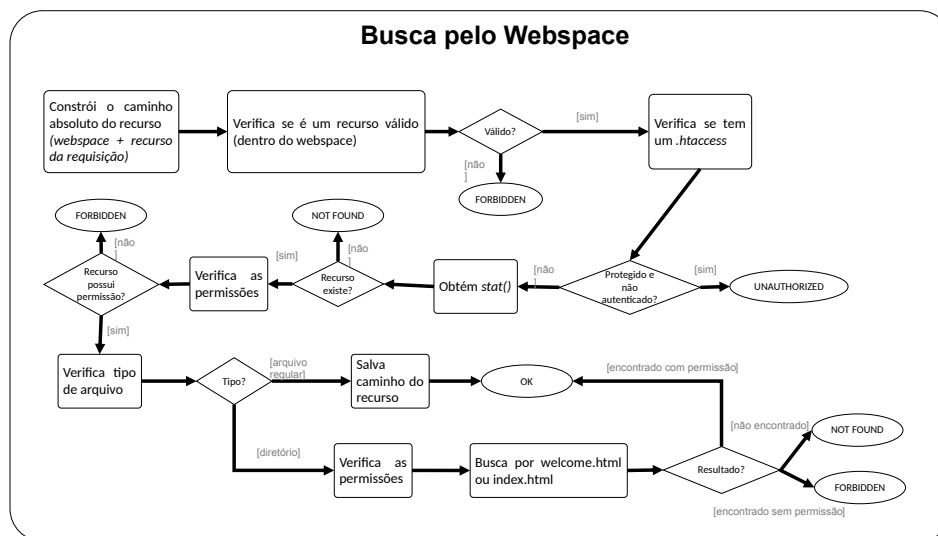 Busca pelo Webspace
Constrói o caminho
absoluto do recurso
(webspace + recurso
da requisição)
Verifica se é um recurso válido
(dentro do webspace)
Válido?
[sim]
Verifica se tem
um .htaccess
[não
]
FORBIDDEN
FORBIDDEN
NOT FOUND
[não
]
[sim]
[não
]
Recurso
possui
permissão?
Verifica as
permissões
Recurso
existe?
Obtém stat()
[não
]
Protegido e
não
autenticado?
[sim]
UNAUTHORIZED
[sim]
Verifica tipo
de arquivo
Tipo?
[arquivo
regular]
Salva
caminho do
recurso
OK
[encontrado com permissão]
[diretório]
Verifica as
permissões
Busca por welcome.html
ou index.html
Resultado?
[não encontrado]
NOT FOUND
FORBIDDEN
[encontrado sem permissão]